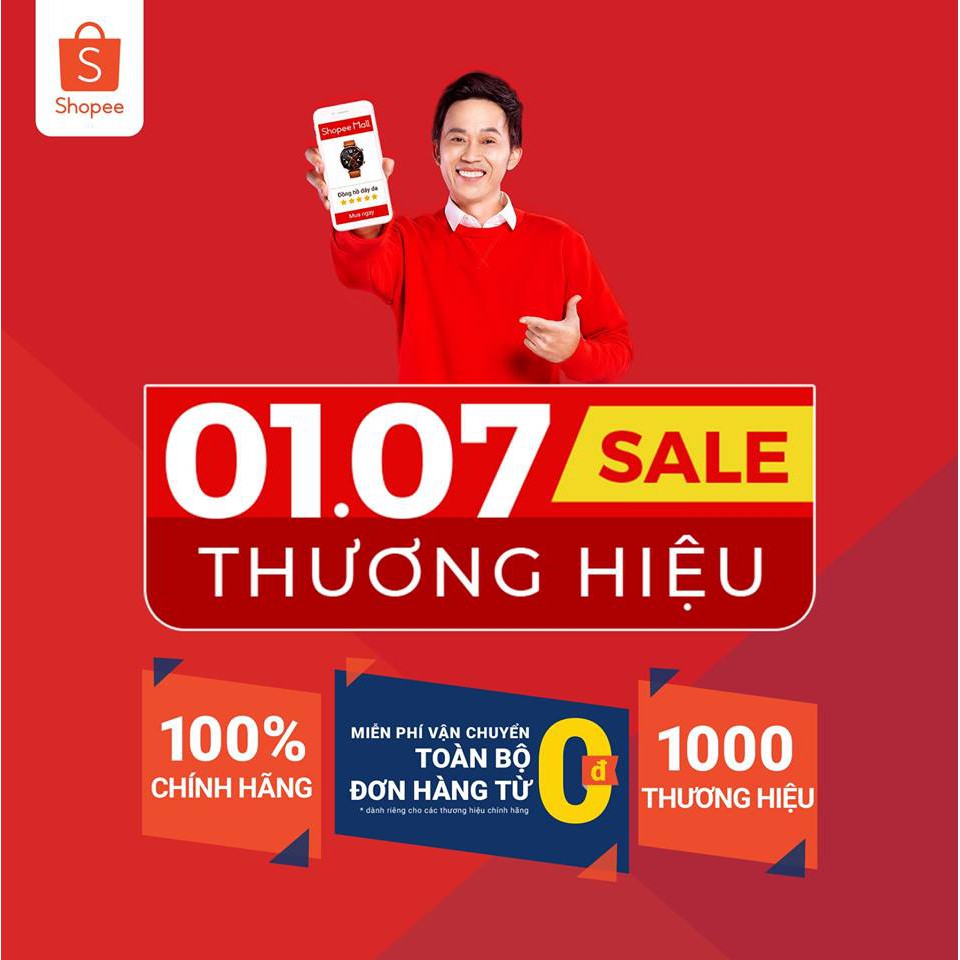 S
Shopee
Shopee Mall
Đồng hồ dây da
Mua ngay
01.07 SALE
THƯƠNG HIỆU
100%
CHÍNH HÃNG
MIỄN PHÍ VẬN CHUYỂN
TOÀN BỘ
ĐƠN HÀNG TỪ 0đ
* dành riêng cho các thương hiệu chính hãng
1000
THƯƠNG HIỆU